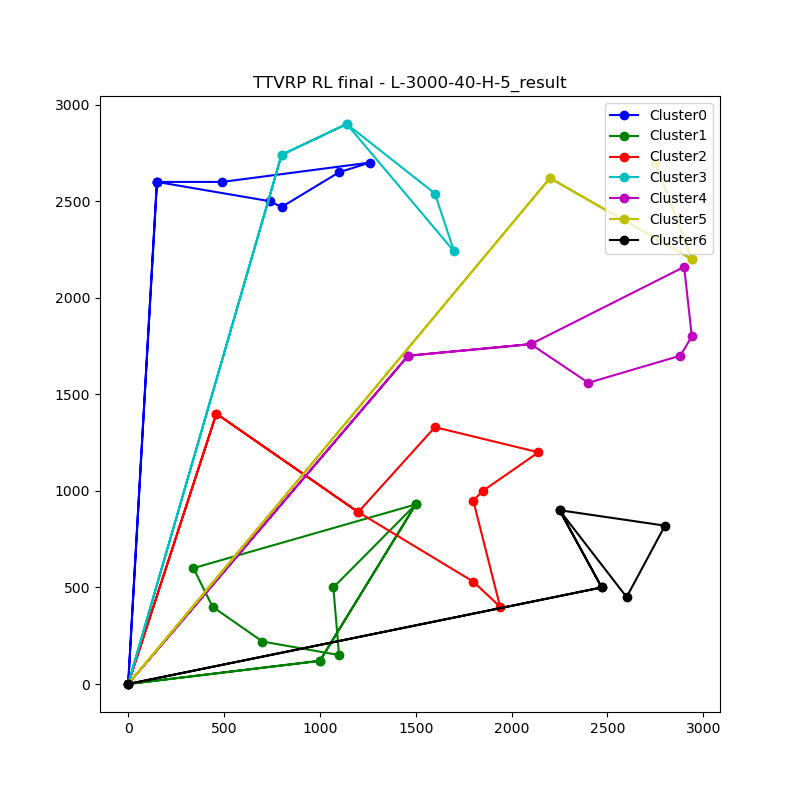 TTVRP RL final - L-3000-40-H-5_result
3000
2500
2000
1500
1000
500
0
0 500 1000 1500 2000 2500 3000
Cluster0
Cluster1
Cluster2
Cluster3
Cluster4
Cluster5
Cluster6